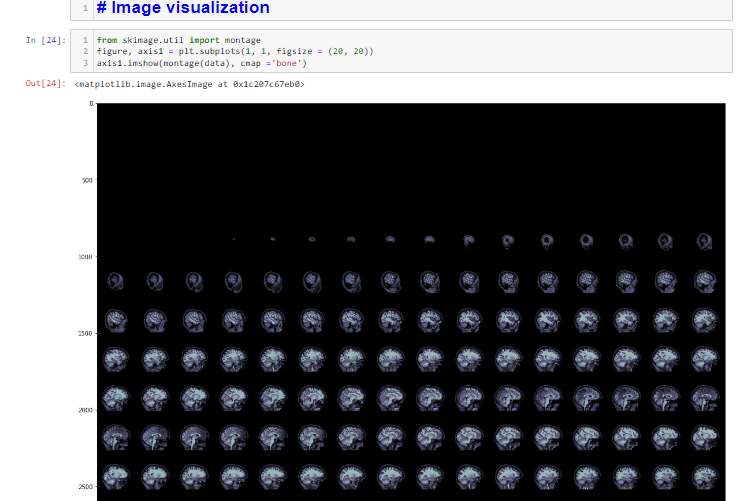 1 # Image visualization
In [24]:
1 from skimage.util import montage
2 figure, axis1 = plt.subplots(1, 1, figsize = (20, 20))
3 axis1.imshow(montage(data), cmap ='bone')
Out[24]: <matplotlib.image.AxesImage at 0x1c207c67eb0>
0
500
1000
1500
2000
2500